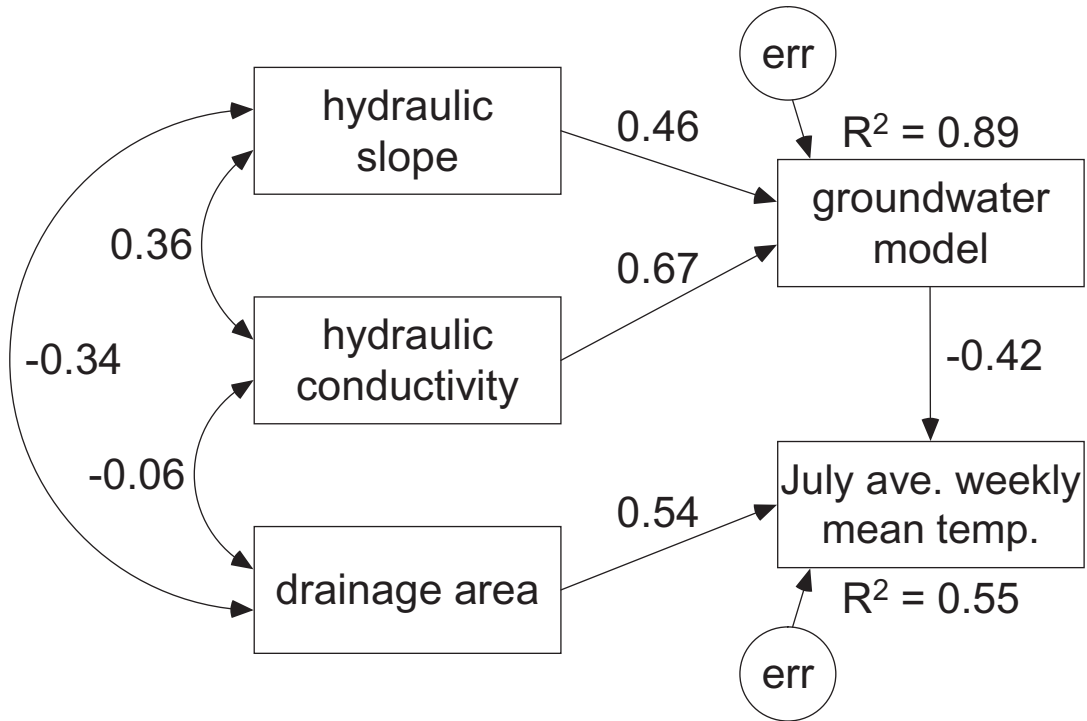 err
hydraulic
slope
0.46
R² = 0.89
groundwater
model
0.36
0.67
hydraulic
conductivity
-0.34
-0.42
-0.06
July ave. weekly
mean temp.
0.54
drainage area
R² = 0.55
err